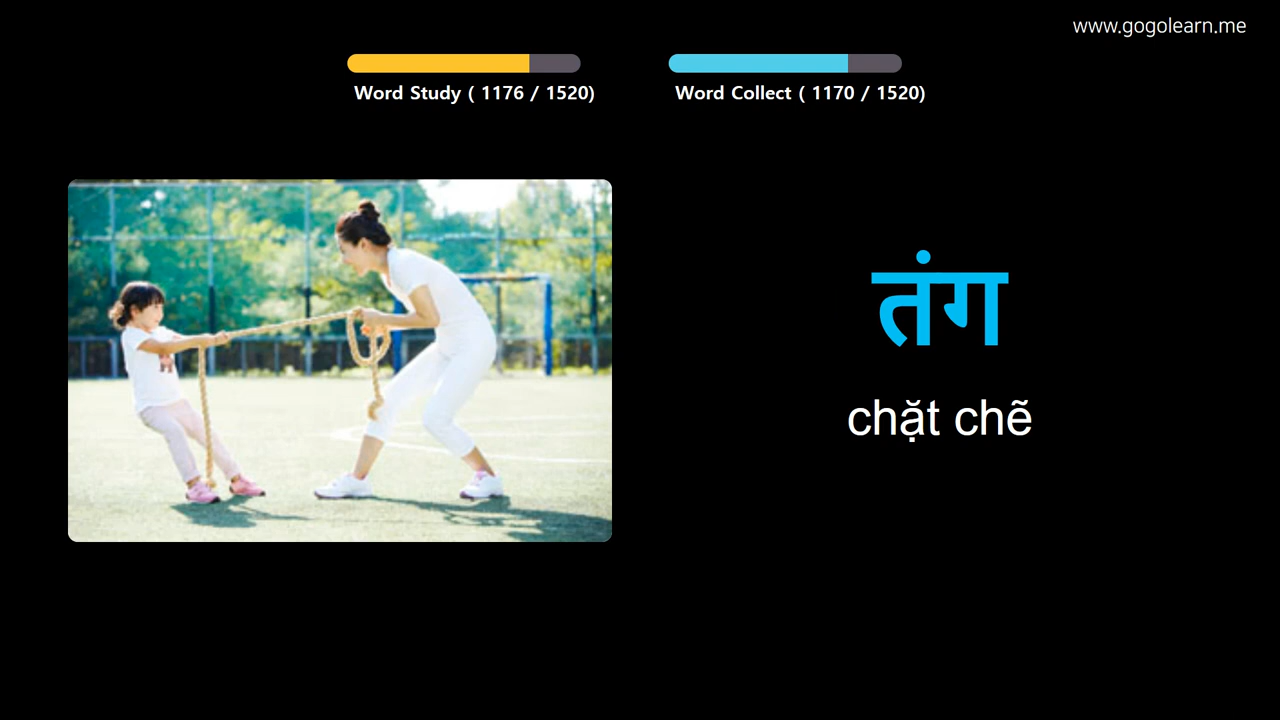 www.gogolearn.me
Word Study ( 1176 / 1520)
Word Collect ( 1170 / 1520)
तंग
chặt chẽ